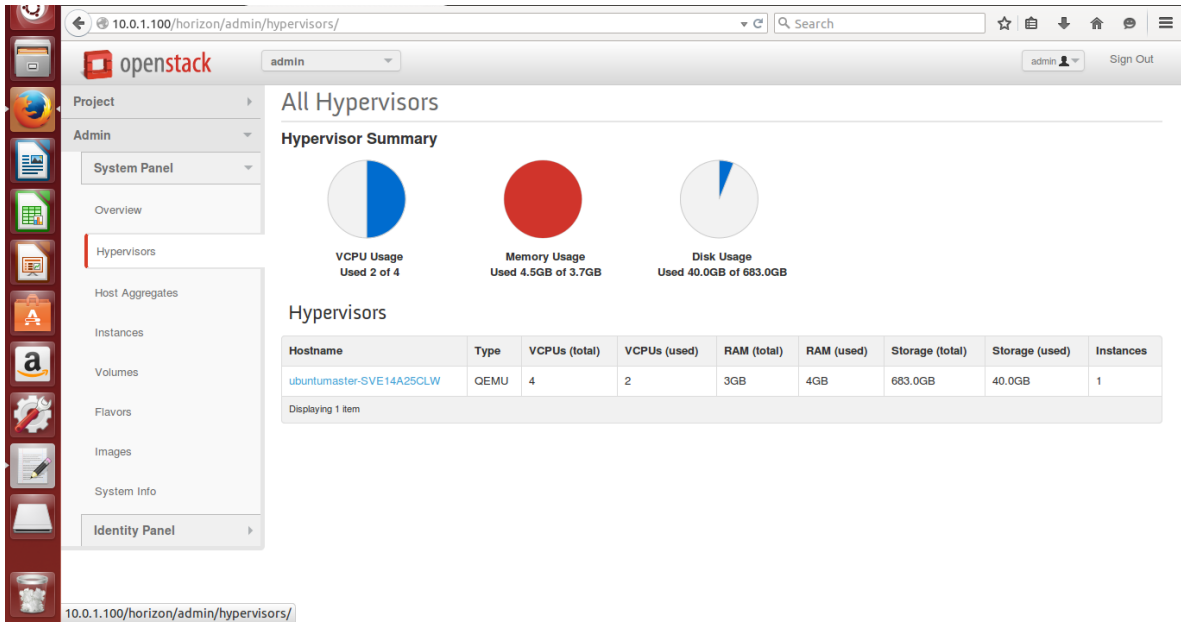 10.0.1.100/horizon/admin/hypervisors/
Search
openstack
admin
admin
Sign Out
Project
Admin
System Panel
Overview
Hypervisors
Host Aggregates
Instances
Volumes
Flavors
Images
System Info
Identity Panel
All Hypervisors
Hypervisor Summary
VCPU Usage
Used 2 of 4
Memory Usage
Used 4.5GB of 3.7GB
Disk Usage
Used 40.0GB of 683.0GB
Hypervisors
Hostname Type VCPUs (total) VCPUs (used) RAM (total) RAM (used) Storage (total) Storage (used) Instances
ubuntumaster-SVE14A25CLW QEMU 4 2 3GB 4GB 683.0GB 40.0GB 1
Displaying 1 item
10.0.1.100/horizon/admin/hypervisors/